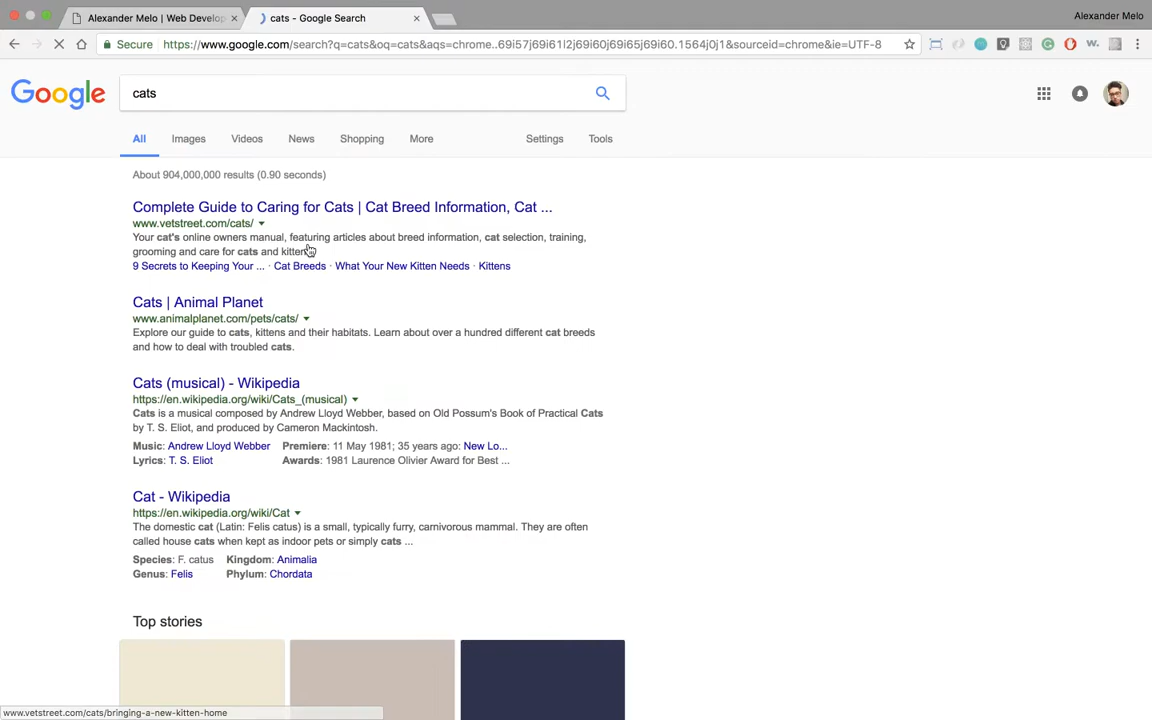 Alexander Melo | Web Develop
cats - Google Search
Alexander Melo
Secure
https://www.google.com/search?q=cats&oq=cats&aqs=chrome..69i57j69i61l2j69i60j69i65j69i60.1564j0j1&sourceid=chrome&ie=UTF-8
Google
cats
All Images Videos News Shopping More Settings Tools
About 904,000,000 results (0.90 seconds)
Complete Guide to Caring for Cats | Cat Breed Information, Cat ...
www.vetstreet.com/cats/
Your cat's online owners manual, featuring articles about breed information, cat selection, training,
grooming and care for cats and kitten
9 Secrets to Keeping Your ... · Cat Breeds · What Your New Kitten Needs · Kittens
Cats | Animal Planet
www.animalplanet.com/pets/cats/
Explore our guide to cats, kittens and their habitats. Learn about over a hundred different cat breeds
and how to deal with troubled cats.
Cats (musical) - Wikipedia
https://en.wikipedia.org/wiki/Cats_(musical)
Cats is a musical composed by Andrew Lloyd Webber, based on Old Possum's Book of Practical Cats
by T. S. Eliot, and produced by Cameron Mackintosh.
Music: Andrew Lloyd Webber Premiere: 11 May 1981; 35 years ago: New Lo...
Lyrics: T. S. Eliot Awards: 1981 Laurence Olivier Award for Best ...
Cat - Wikipedia
https://en.wikipedia.org/wiki/Cat
The domestic cat (Latin: Felis catus) is a small, typically furry, carnivorous mammal. They are often
called house cats when kept as indoor pets or simply cats ...
Species: F. catus Kingdom: Animalia
Genus: Felis Phylum: Chordata
Top stories
www.vetstreet.com/cats/bringing-a-new-kitten-home